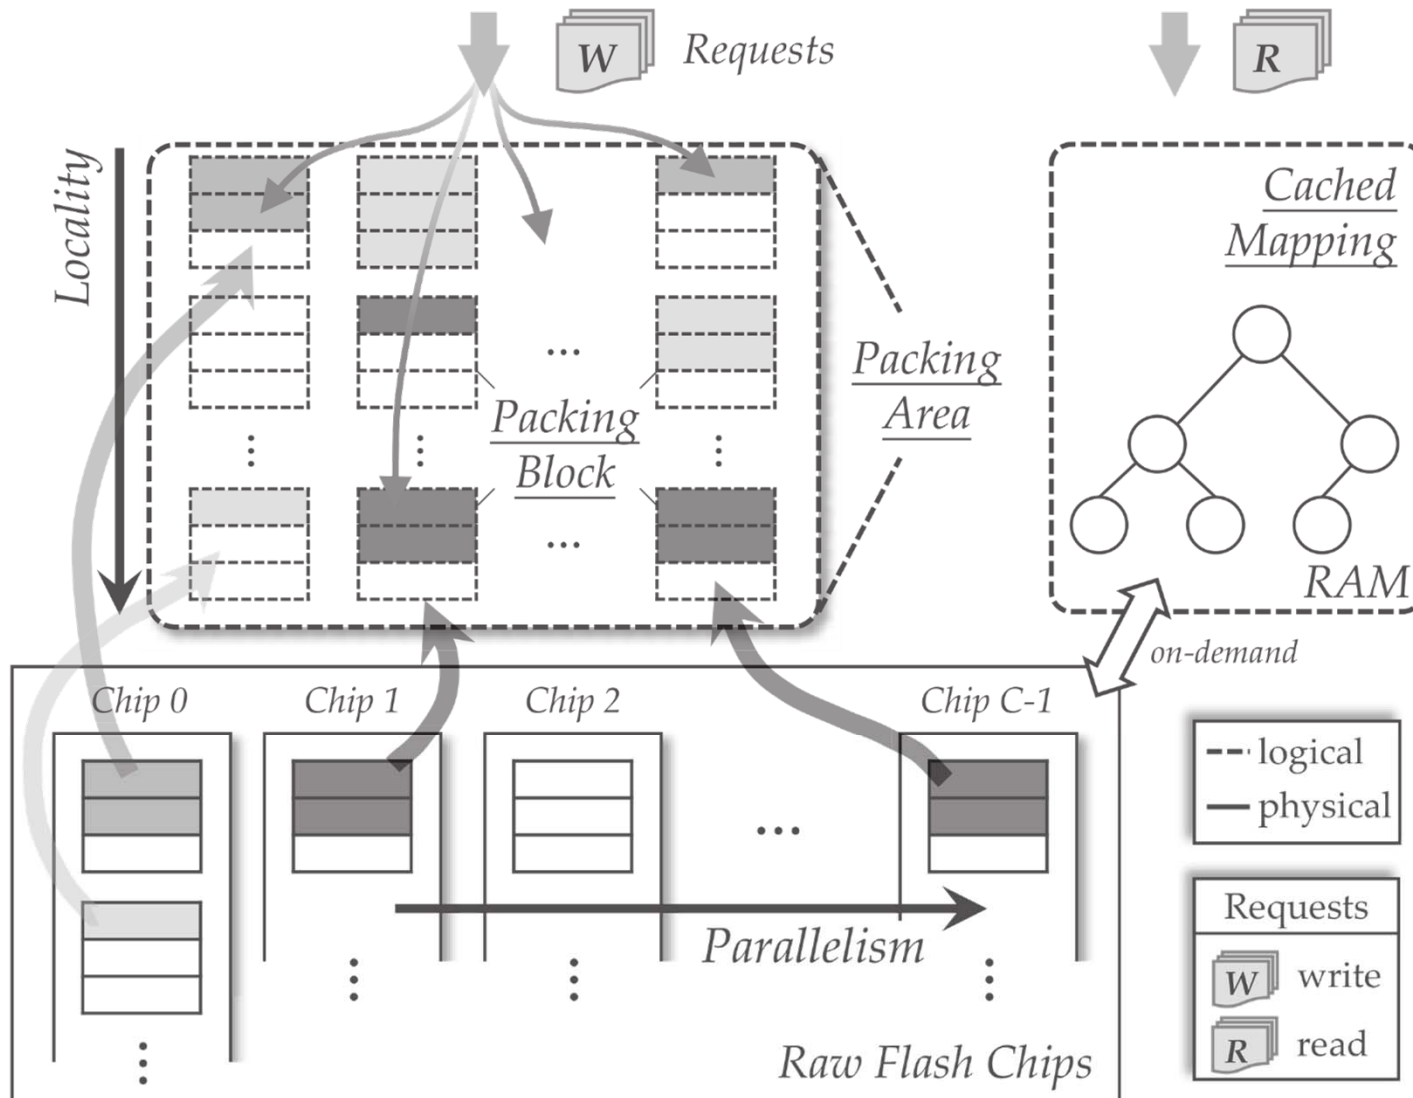 W Requests
R
Locality
Cached
Mapping
Packing
Area
Packing
Block
...
...
RAM
on-demand
Chip 0 Chip 1 Chip 2 Chip C-1
...
logical
physical
Parallelism
Requests
W write
R read
Raw Flash Chips